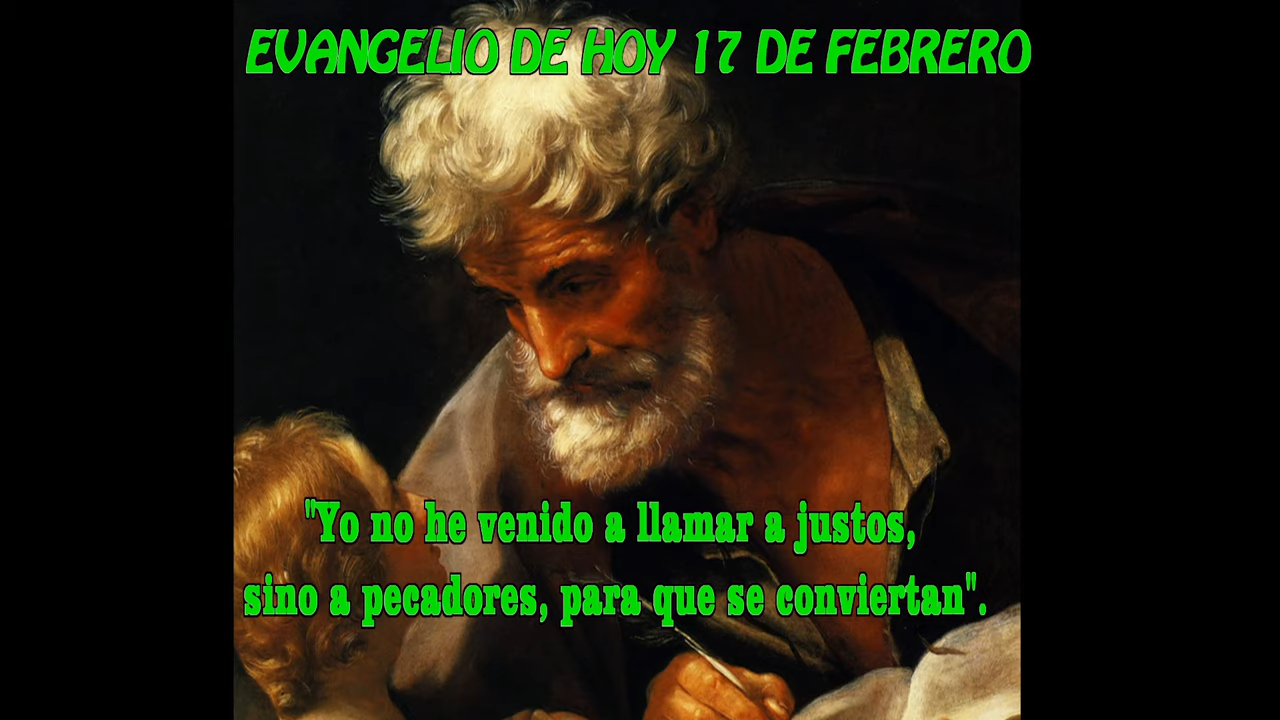 EVANGELIO DE HOY 17 DE FEBRERO
"Yo no he venido a llamar a justos,
sino a pecadores, para que se conviertan".